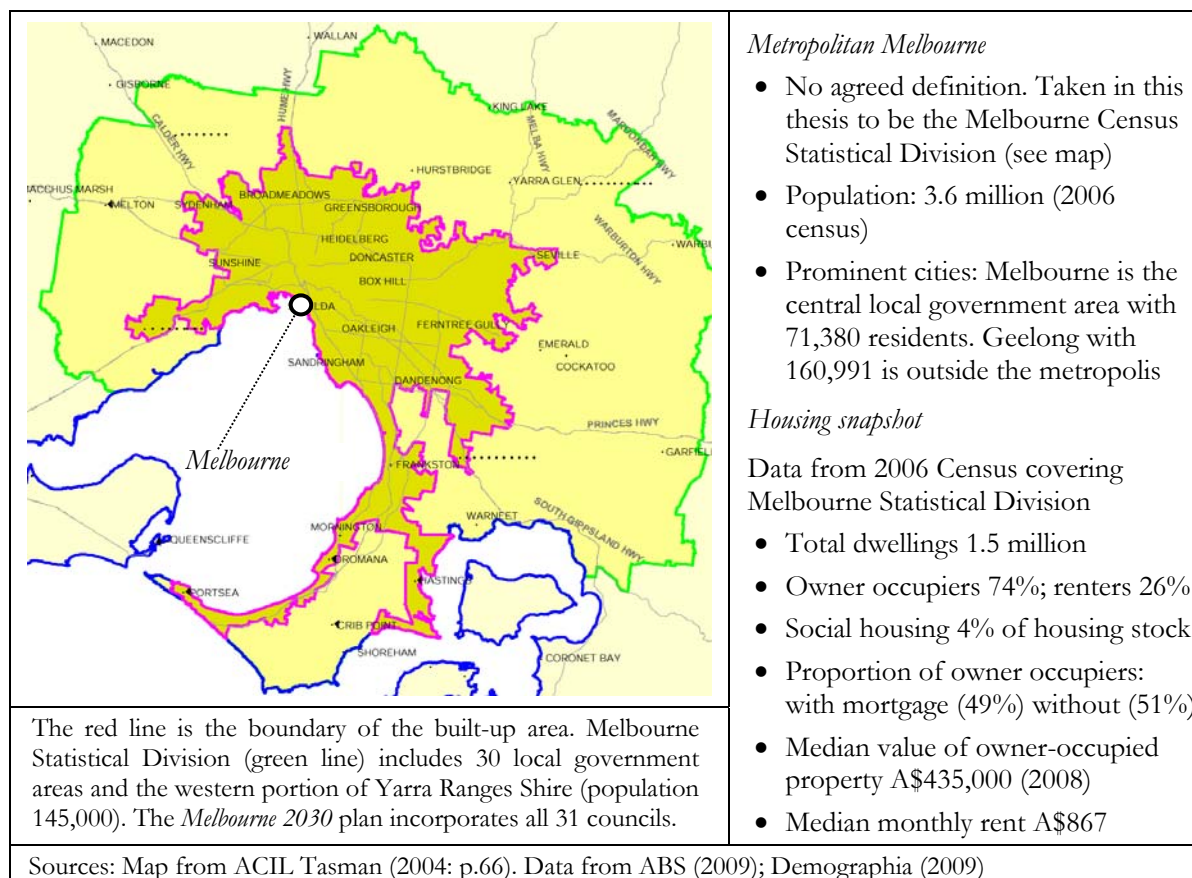 MACEDON
WALLAN
GISBORNE
HUME HWY
KING LAKE
MELBA HWY
MAROONDAH HWY
CALDER HWY
HURSTBRIDGE
YARRA GLEN
ACCHUS MARSH
MELTON
SYDENHAM
BROADMEADOWS
GREENSBOROUGH
WARBURTON HWY
HEIDELBERG
DONCASTER
SEVILLE
SUNSHINE
BOX HILL
LDA
OAKLEIGH
FERNTREE GULLY
EMERALD
COCKATOO
SANDRINGHAM
DANDENONG
PRINCES HWY
Melbourne
FRANKSTON
GARFIEL
SOUTH GIPPSLAND HWY
WARNEET
MORNINGTON
QUEENSCLIFFE
DROMANA
HASTINGS
PORTSEA
CRIB POINT
SHOREHAM
CORONET BAY
The red line is the boundary of the built-up area. Melbourne
Statistical Division (green line) includes 30 local government
areas and the western portion of Yarra Ranges Shire (population
145,000). The Melbourne 2030 plan incorporates all 31 councils.
Metropolitan Melbourne
• No agreed definition. Taken in this
thesis to be the Melbourne Census
Statistical Division (see map)
• Population: 3.6 million (2006
census)
• Prominent cities: Melbourne is the
central local government area with
71,380 residents. Geelong with
160,991 is outside the metropolis
Housing snapshot
Data from 2006 Census covering
Melbourne Statistical Division
• Total dwellings 1.5 million
• Owner occupiers 74%; renters 26%
• Social housing 4% of housing stock
• Proportion of owner occupiers:
with mortgage (49%) without (51%)
• Median value of owner-occupied
property A$435,000 (2008)
• Median monthly rent A$867
Sources: Map from ACIL Tasman (2004: p.66). Data from ABS (2009); Demographia (2009)